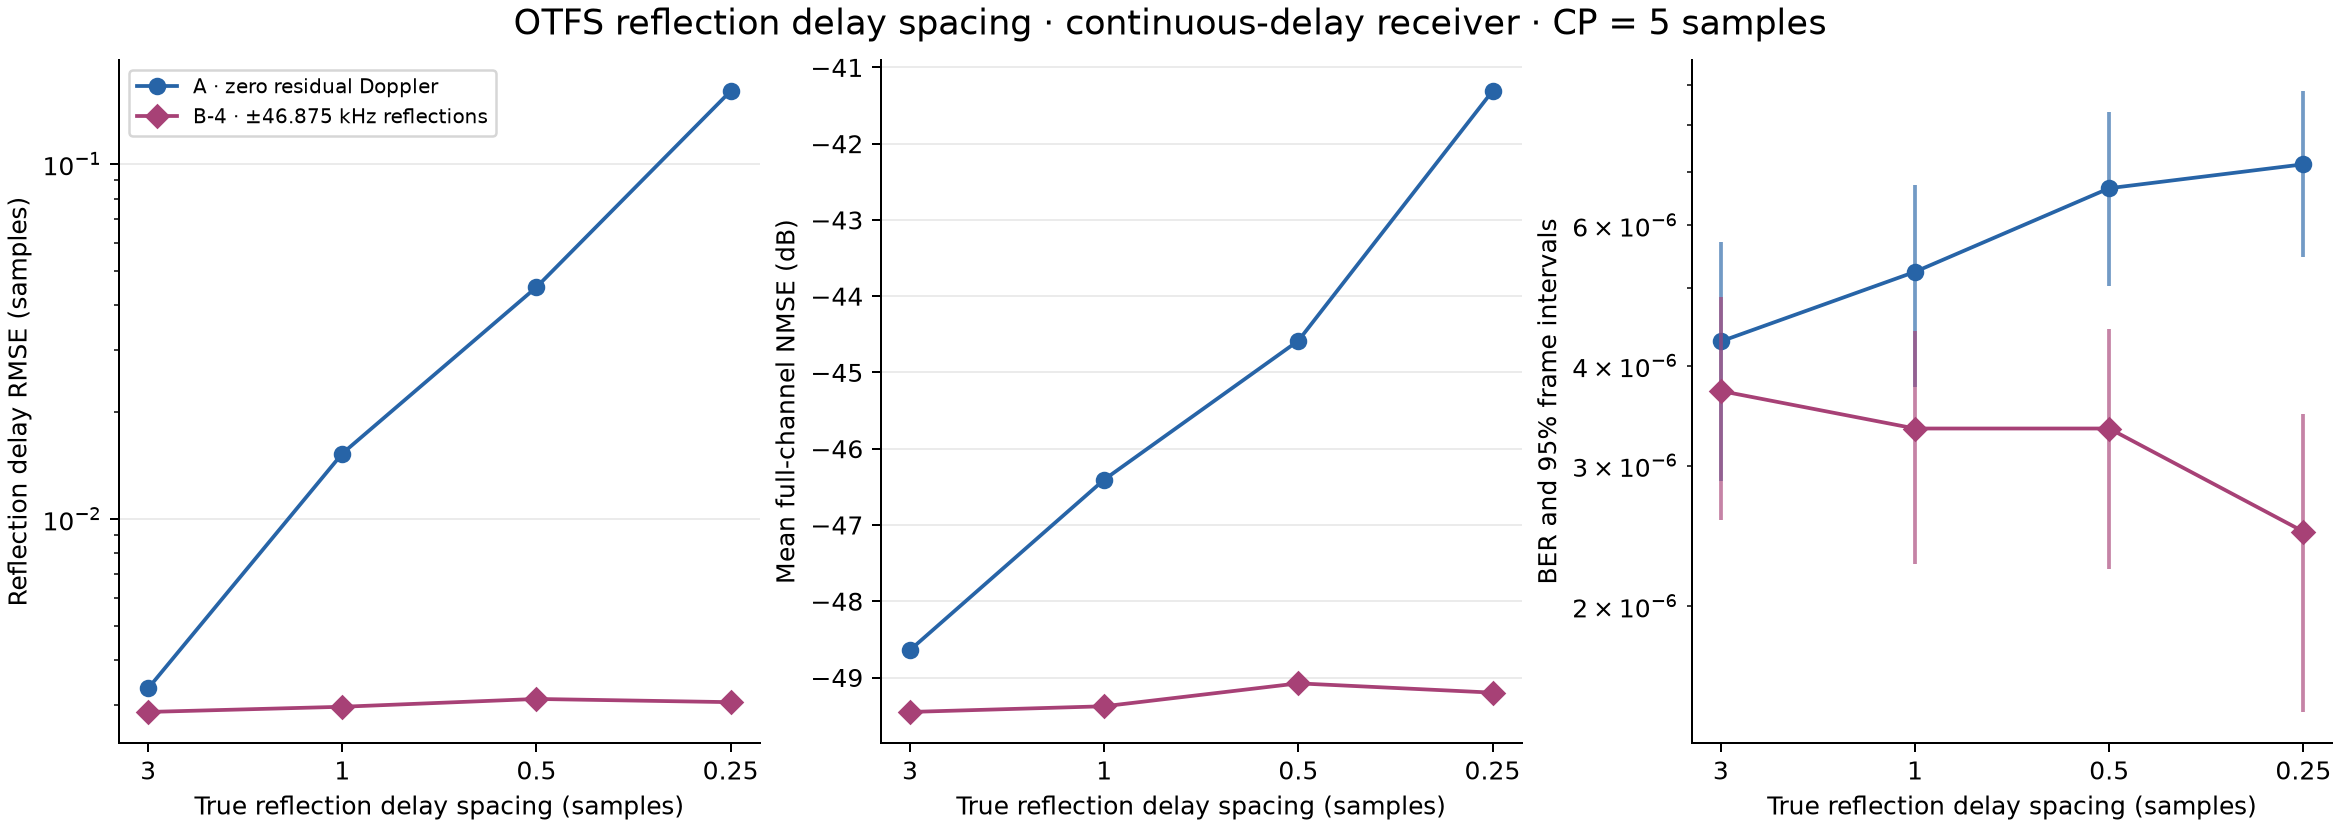 OTFS reflection delay spacing · continuous-delay receiver · CP = 5 samples
A · zero residual Doppler
B-4 · ±46.875 kHz reflections
Reflection delay RMSE (samples)
10⁻¹
10⁻²
3 1 0.5 0.25
True reflection delay spacing (samples)
Mean full-channel NMSE (dB)
−41
−42
−43
−44
−45
−46
−47
−48
−49
3 1 0.5 0.25
True reflection delay spacing (samples)
BER and 95% frame intervals
6 × 10⁻⁶
4 × 10⁻⁶
3 × 10⁻⁶
2 × 10⁻⁶
3 1 0.5 0.25
True reflection delay spacing (samples)